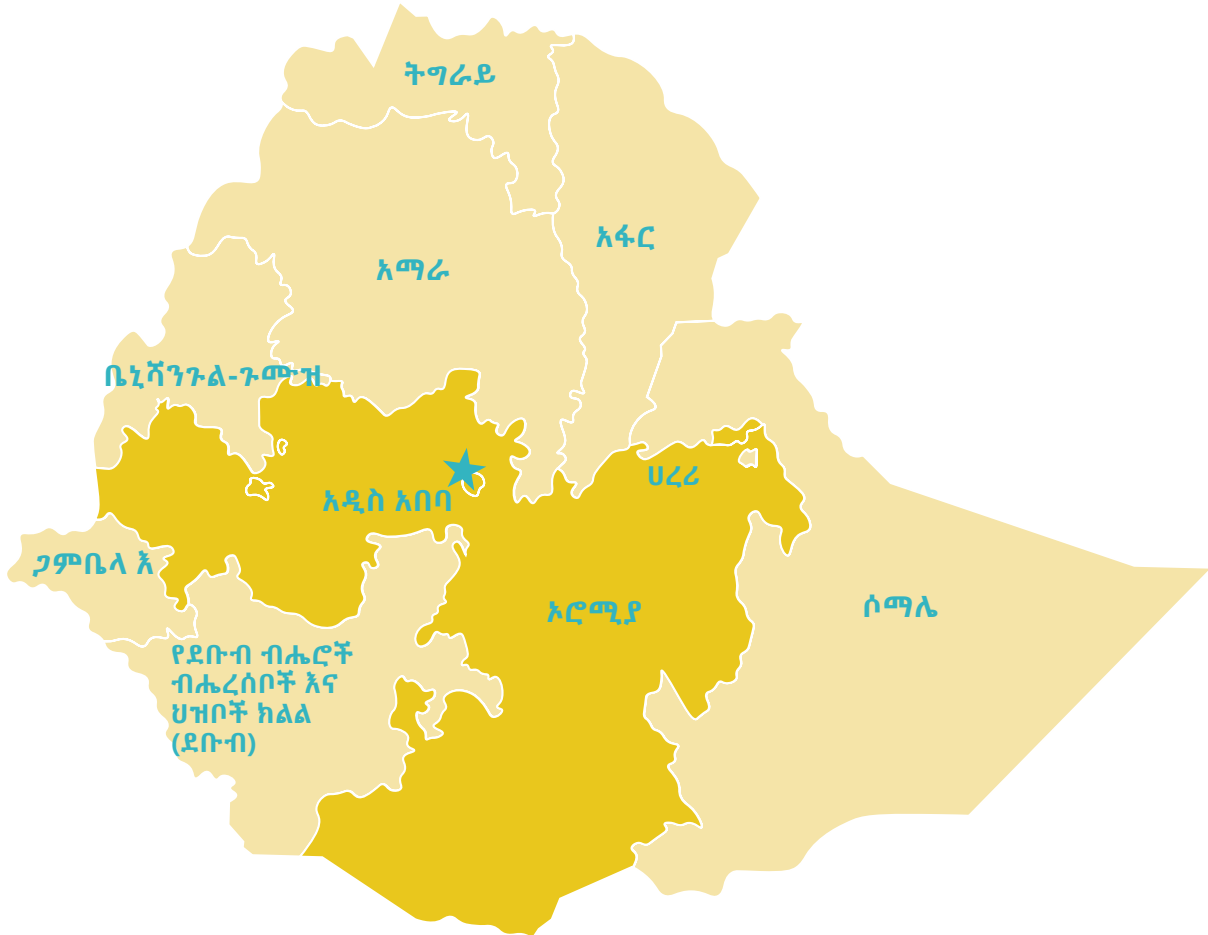 ትግራይ
አፋር
አማራ
ቤኒሻንጉል-ጉሙዝ
ሀረሪ
አዲስ አበባ
ጋምቤላ እ
ኦሮሚያ
ሶማሌ
የደቡብ ብሔሮች
ብሔረሰቦች እና
ህዝቦች ክልል
(ደቡብ)